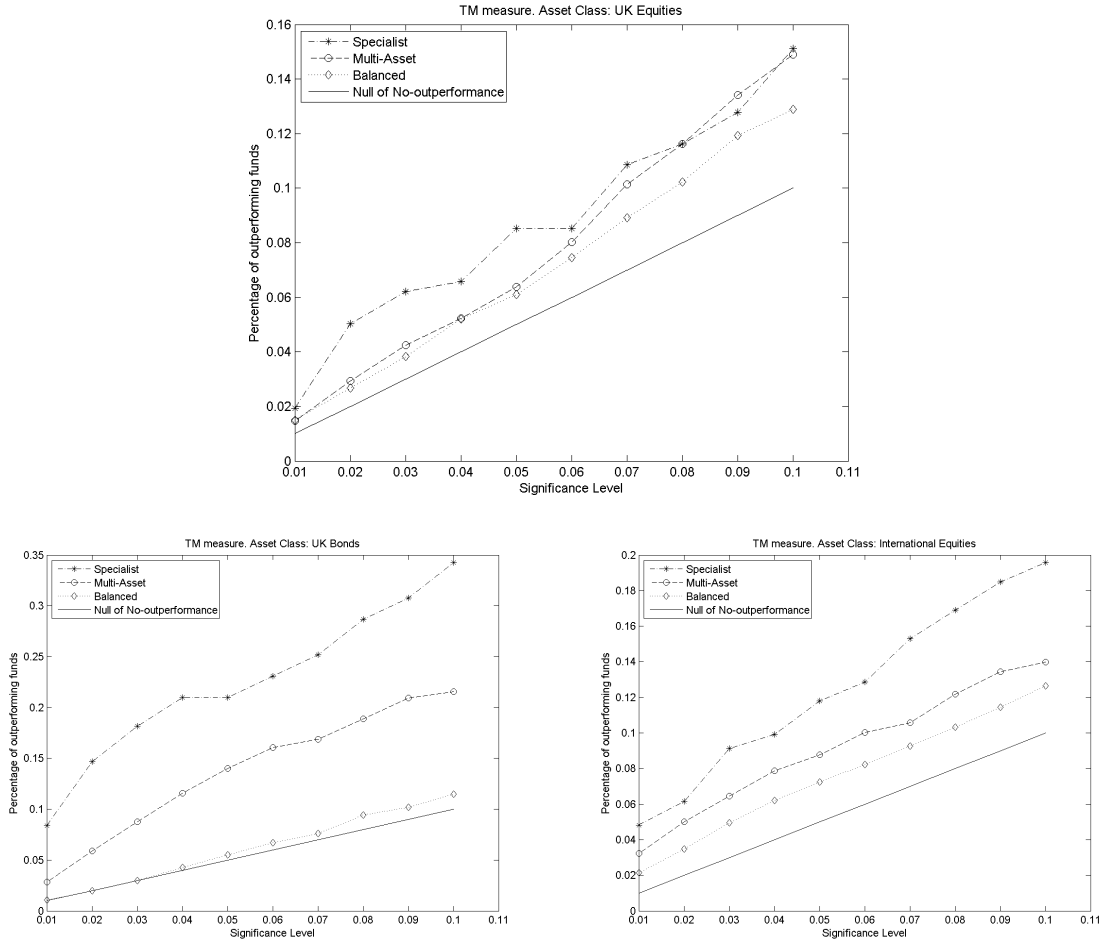 TM measure. Asset Class: UK Equities
Specialist
Multi-Asset
Balanced
Null of No-outperformance
Percentage of outperforming funds
0.16
0.14
0.12
0.1
0.08
0.06
0.04
0.02
0
0.01 0.02 0.03 0.04 0.05 0.06 0.07 0.08 0.09 0.1 0.11
Significance Level
TM measure. Asset Class: UK Bonds
Specialist
Multi-Asset
Balanced
Null of No-outperformance
Percentage of outperforming funds
0.35
0.3
0.25
0.2
0.15
0.1
0.05
0
0.01 0.02 0.03 0.04 0.05 0.06 0.07 0.08 0.09 0.1 0.11
Significance Level
TM measure. Asset Class: International Equities
Specialist
Multi-Asset
Balanced
Null of No-outperformance
Percentage of outperforming funds
0.2
0.18
0.16
0.14
0.12
0.1
0.08
0.06
0.04
0.02
0
0.01 0.02 0.03 0.04 0.05 0.06 0.07 0.08 0.09 0.1 0.11
Significance Level